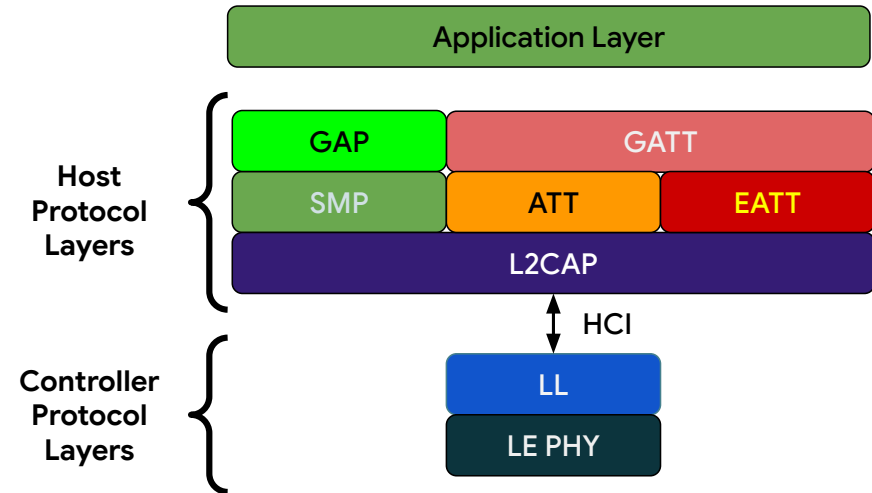 Application Layer
Host
Protocol
Layers
GAP
GATT
SMP
ATT
EATT
L2CAP
HCI
Controller
Protocol
Layers
LL
LE PHY